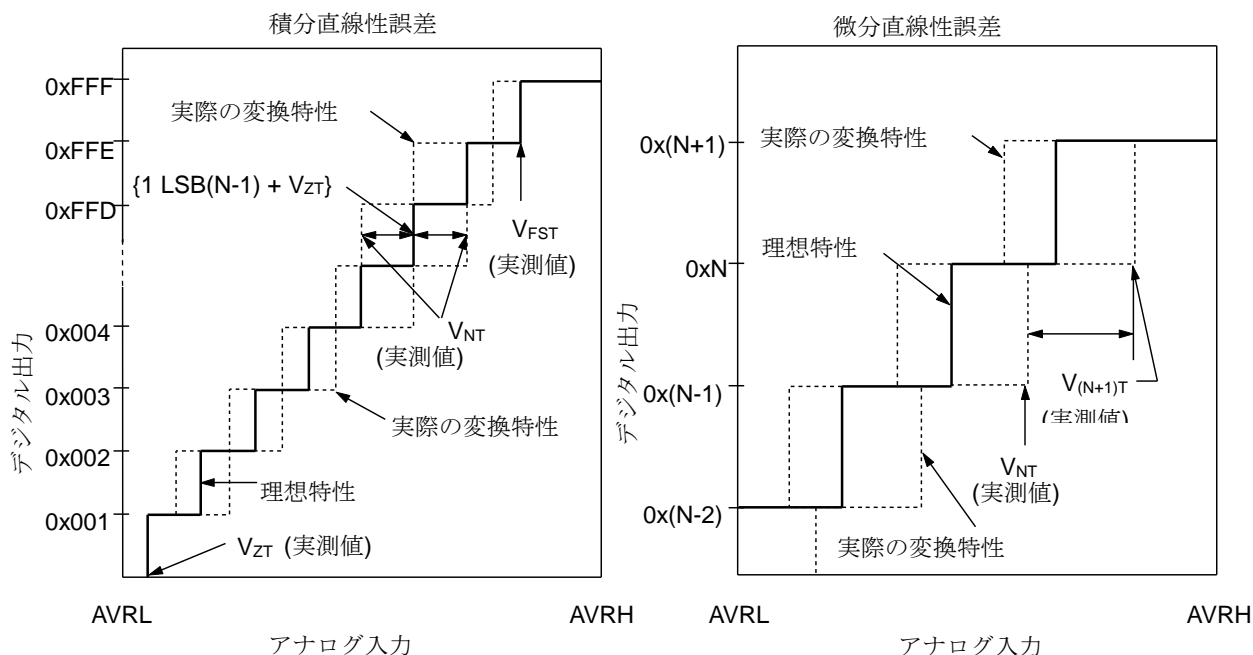 積分直線性誤差
0xFFF
実際の変換特性
0xFFE
{1 LSB(N-1) + VZT}
0xFFD
VFST
(実測値)
0x004
VNT
(実測値)
0x003
実際の変換特性
0x002
理想特性
0x001
VZT (実測値)
デジタル出力
AVRL
AVRH
アナログ入力
微分直線性誤差
0x(N+1)
実際の変換特性
理想特性
0xN
V(N+1)T
(実測値)
0x(N-1)
VNT
(実測値)
0x(N-2)
実際の変換特性
デジタル出力
AVRL
AVRH
アナログ入力